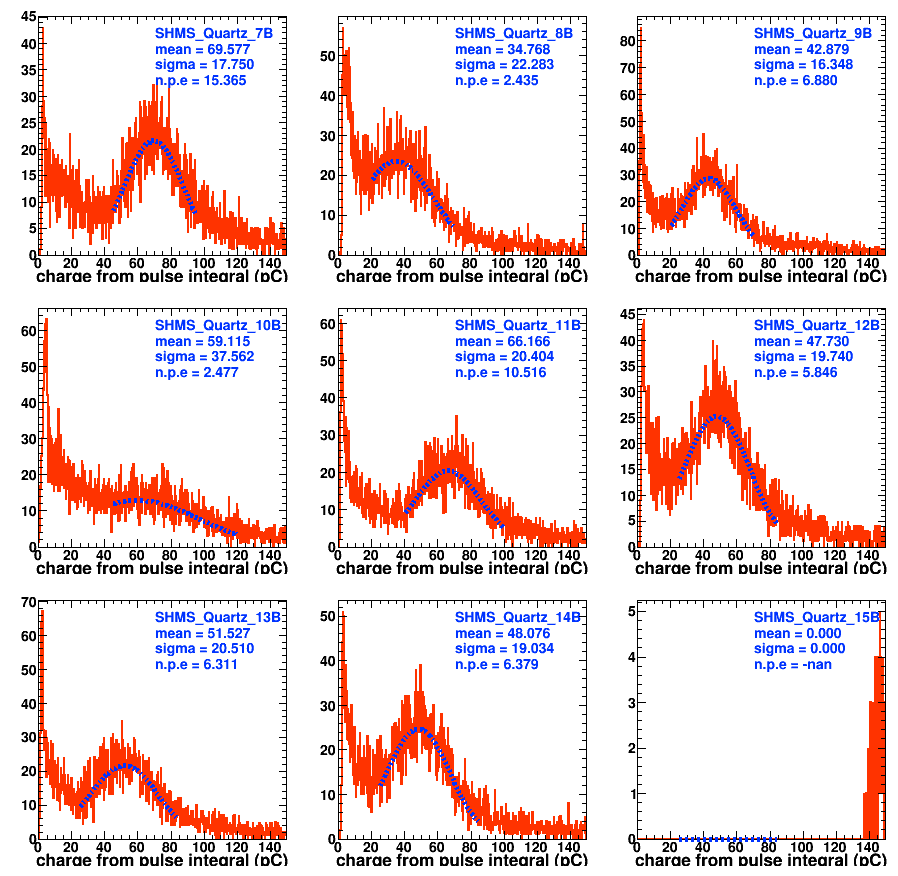 SHMS_Quartz_7B
mean = 69.577
sigma = 17.750
n.p.e = 15.365
45
40
35
30
25
20
15
10
5
0
0 20 40 60 80 100 120 140
charge from pulse integral (pC)
SHMS_Quartz_8B
mean = 34.768
sigma = 22.283
n.p.e = 2.435
50
40
30
20
10
0
0 20 40 60 80 100 120 140
charge from pulse integral (pC)
SHMS_Quartz_9B
mean = 42.879
sigma = 16.348
n.p.e = 6.880
80
70
60
50
40
30
20
10
0
0 20 40 60 80 100 120 140
charge from pulse integral (pC)
SHMS_Quartz_10B
mean = 59.115
sigma = 37.562
n.p.e = 2.477
60
50
40
30
20
10
0
0 20 40 60 80 100 120 140
charge from pulse integral (pC)
SHMS_Quartz_11B
mean = 66.166
sigma = 20.404
n.p.e = 10.516
60
50
40
30
20
10
0
0 20 40 60 80 100 120 140
charge from pulse integral (pC)
SHMS_Quartz_12B
mean = 47.730
sigma = 19.740
n.p.e = 5.846
45
40
35
30
25
20
15
10
5
0
0 20 40 60 80 100 120 140
charge from pulse integral (pC)
SHMS_Quartz_13B
mean = 51.527
sigma = 20.510
n.p.e = 6.311
70
60
50
40
30
20
10
0
0 20 40 60 80 100 120 140
charge from pulse integral (pC)
SHMS_Quartz_14B
mean = 48.076
sigma = 19.034
n.p.e = 6.379
50
40
30
20
10
0
0 20 40 60 80 100 120 140
charge from pulse integral (pC)
SHMS_Quartz_15B
mean = 0.000
sigma = 0.000
n.p.e = -nan
5
4
3
2
1
0
0 20 40 60 80 100 120 140
charge from pulse integral (pC)